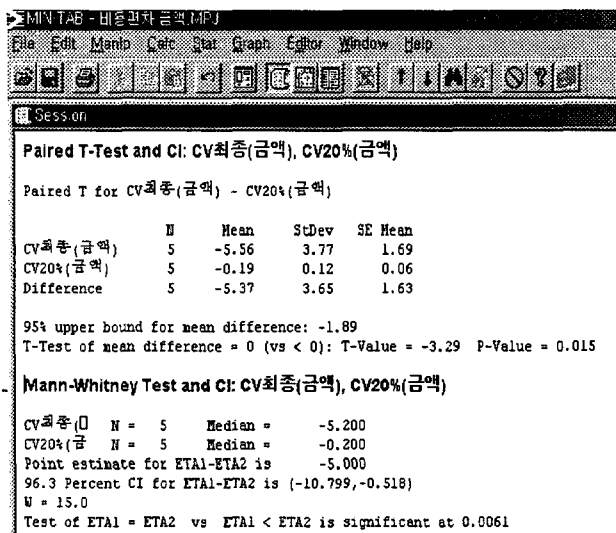 MINITAB - 비용편차 금액.MPJ
File Edit Manip Calc Stat Graph Editor Window Help
Session
Paired T-Test and CI: CV최종(금액), CV20%(금액)
Paired T for CV최종(금액) - CV20%(금액)
N Mean StDev SE Mean
CV최종(금액) 5 -5.56 3.77 1.69
CV20%(금액) 5 -0.19 0.12 0.06
Difference 5 -5.37 3.65 1.63
95% upper bound for mean difference: -1.89
T-Test of mean difference = 0 (vs < 0): T-Value = -3.29 P-Value = 0.015
Mann-Whitney Test and CI: CV최종(금액), CV20%(금액)
CV최종( N = 5 Median = -5.200
CV20%(금 N = 5 Median = -0.200
Point estimate for ETA1-ETA2 is -5.000
96.3 Percent CI for ETA1-ETA2 is (-10.799,-0.518)
W = 15.0
Test of ETA1 = ETA2 vs ETA1 < ETA2 is significant at 0.0061